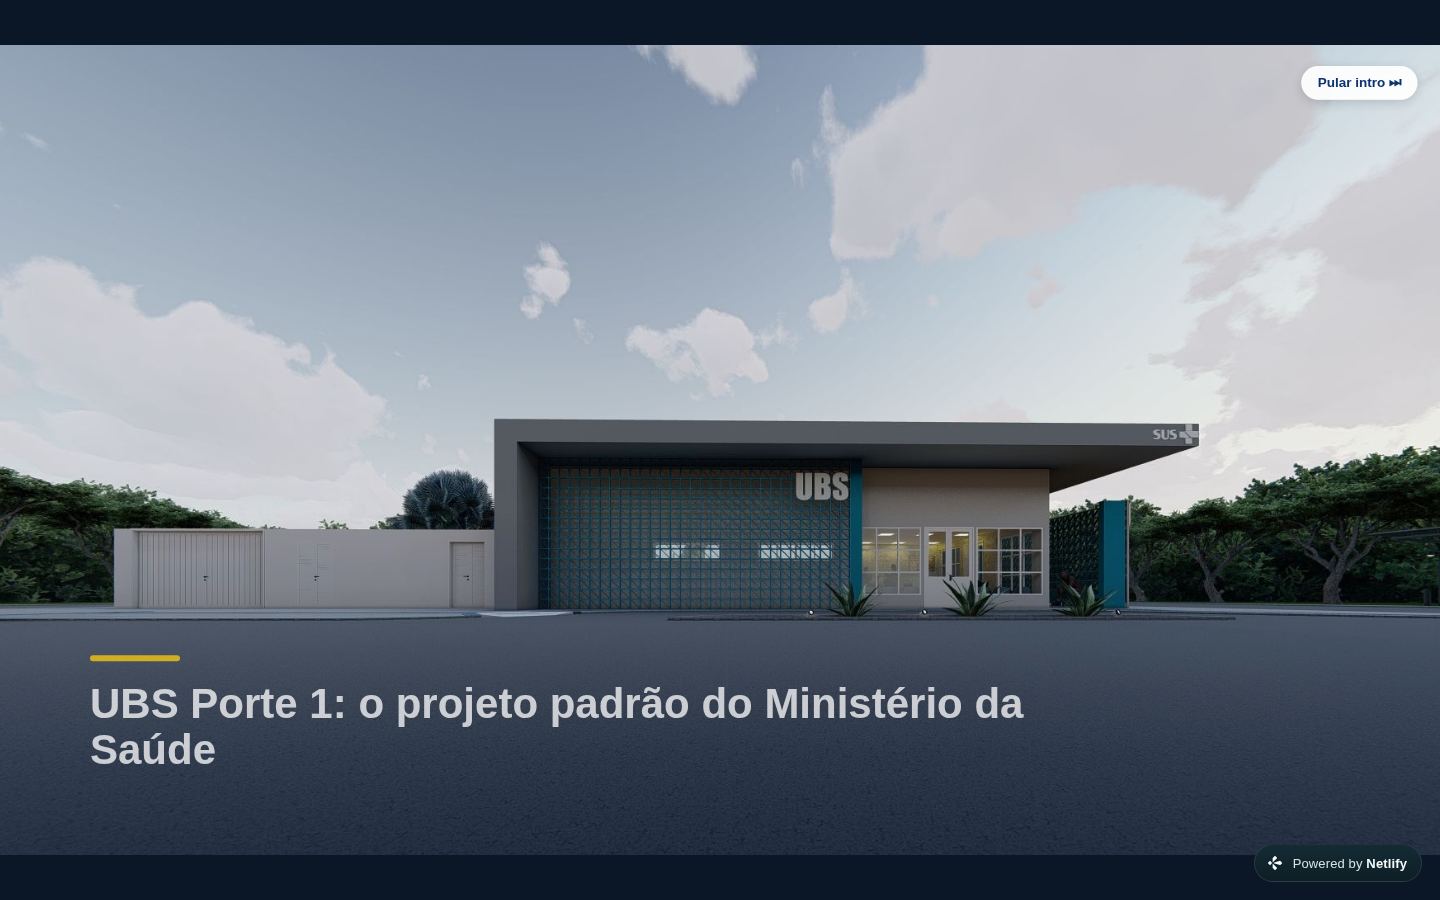 Pular intro ⏭
SUS
UBS
UBS Porte 1: o projeto padrão do Ministério da
Saúde
Powered by Netlify